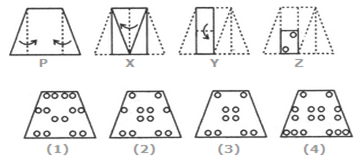 P X Y Z
(1) (2) (3) (4)